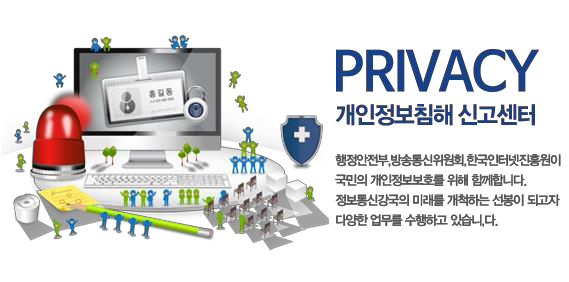 PRIVACY
개인정보침해 신고센터
행정안전부,방송통신위원회,한국인터넷진흥원이
국민의 개인정보보호를 위해 함께합니다.
정보통신강국의 미래를 개척하는 선봉이 되고자
다양한 업무를 수행하고 있습니,다.
홍길동